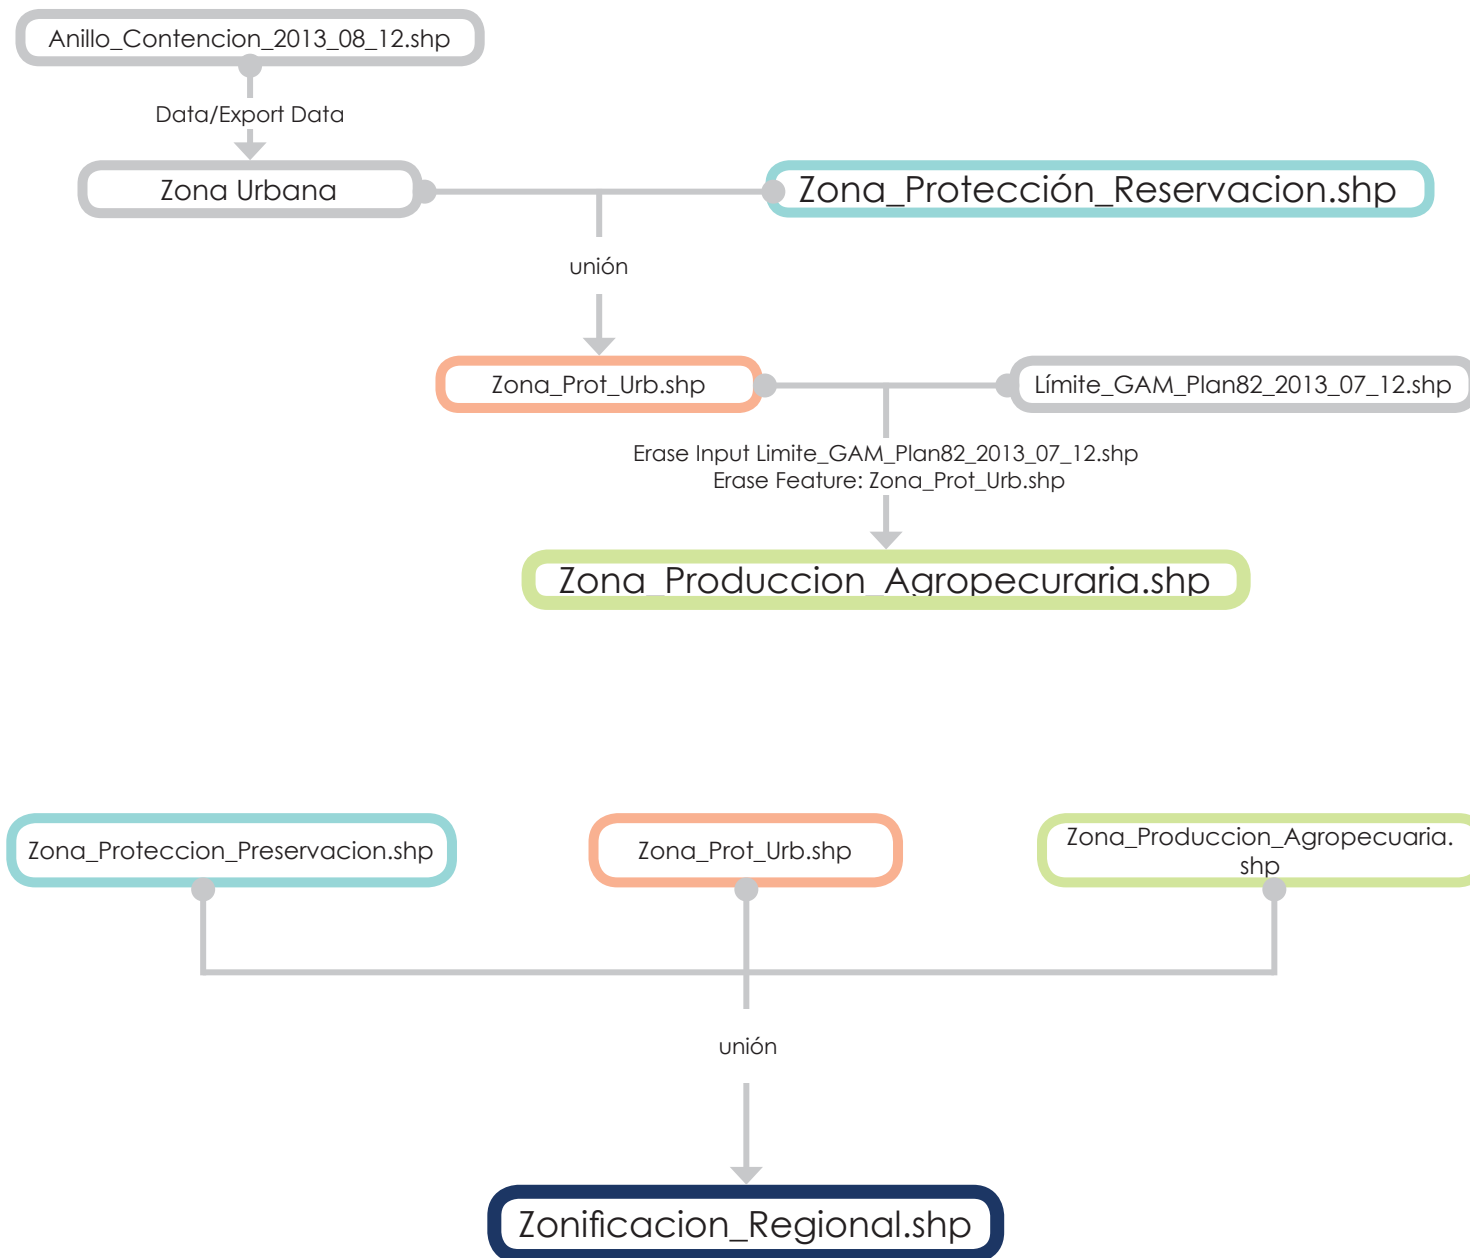 Anillo_Contencion_2013_08_12.shp
Data/Export Data
Zona Urbana
Zona_Protección_Reservacion.shp
unión
Zona_Prot_Urb.shp
Límite_GAM_Plan82_2013_07_12.shp
Erase Input Limite_GAM_Plan82_2013_07_12.shp
Erase Feature: Zona_Prot_Urb.shp
Zona_Produccion_Agropecuraria.shp
Zona_Proteccion_Preservacion.shp
Zona_Prot_Urb.shp
Zona_Produccion_Agropecuaria.
shp
unión
Zonificacion_Regional.shp